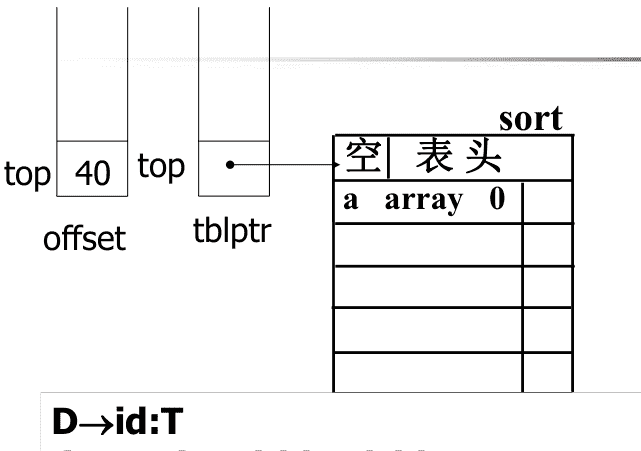 sort
空 表 头
top 40 top
a array 0
offset
tblptr
D→id:T